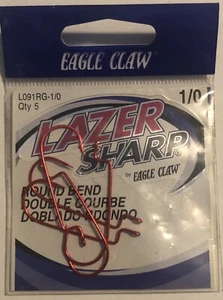 EAGLE CLAW
L091RG-1/0
Qty 5
1/0
LAZER
SHARP
by EAGLE CLAW
ROUND BEND
DOUBLE COURBE
DOBLADO REDONDO